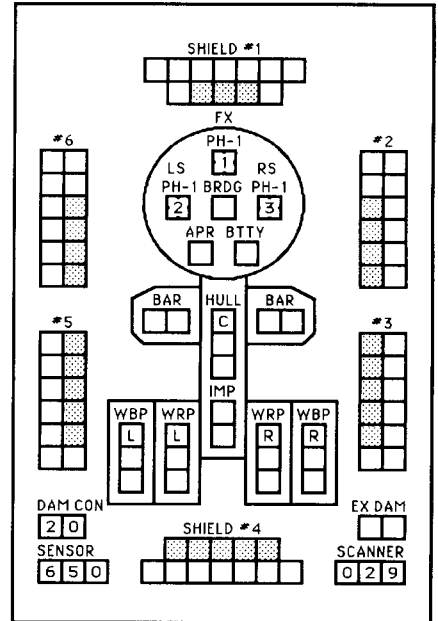 SHIELD #1
FX
#6
PH-1
#2
1
LS RS
PH-1 BRDG PH-1
2 3
APR BTTY
BAR HULL BAR
C
#5 #3
IMP
WBP WRP WRP WBP
L L R R
DAM CON EX DAM
2 0
SHIELD #4
SENSOR SCANNER
6 5 0 0 2 9